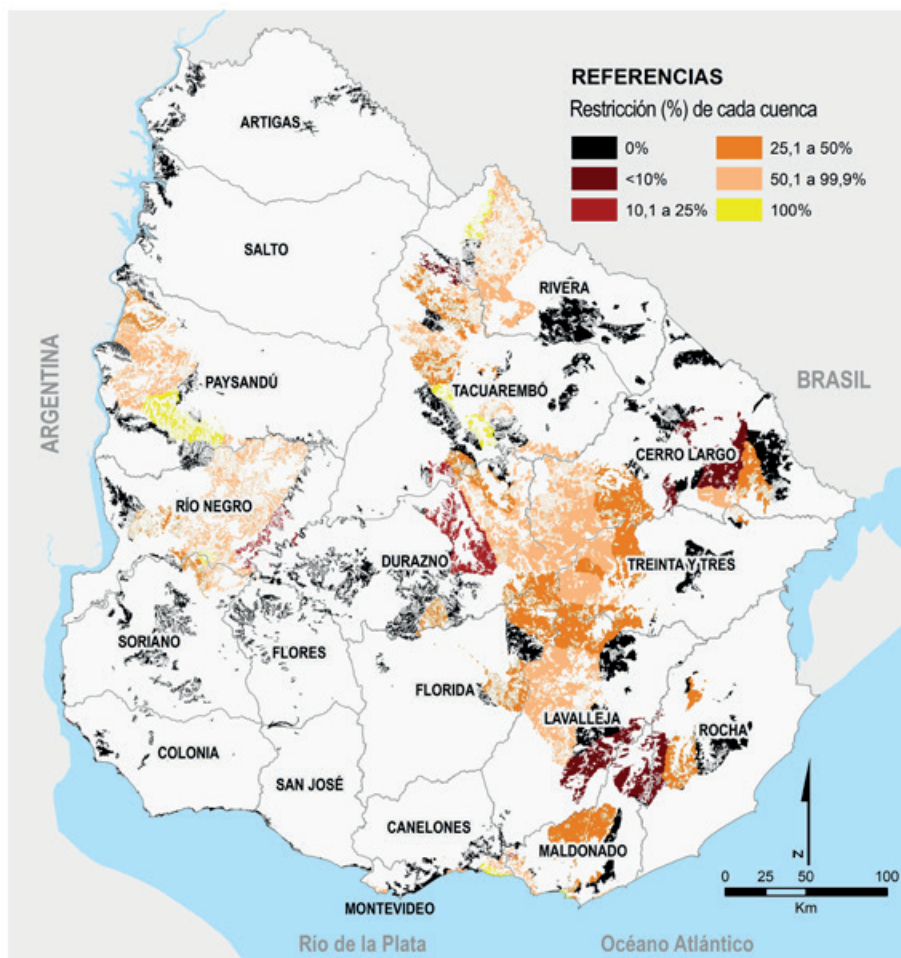 REFERENCIAS
Restricción (%) de cada cuenca
0%
25,1 a 50%
<10%
50,1 a 99,9%
10,1 a 25%
100%
ARTIGAS
SALTO
RIVERA
ARGENTINA
PAYSANDÚ
TACUAREMBÓ
BRASIL
CERRO LARGO
RÍO NEGRO
DURAZNO
TREINTA Y TRES
SORIANO
FLORES
FLORIDA
LAVALLEJA
ROCHA
COLONIA
SAN JOSÉ
CANELONES
MALDONADO
MONTEVIDEO
N
0 25 50 100
Km
Río de la Plata
Océano Atlántico